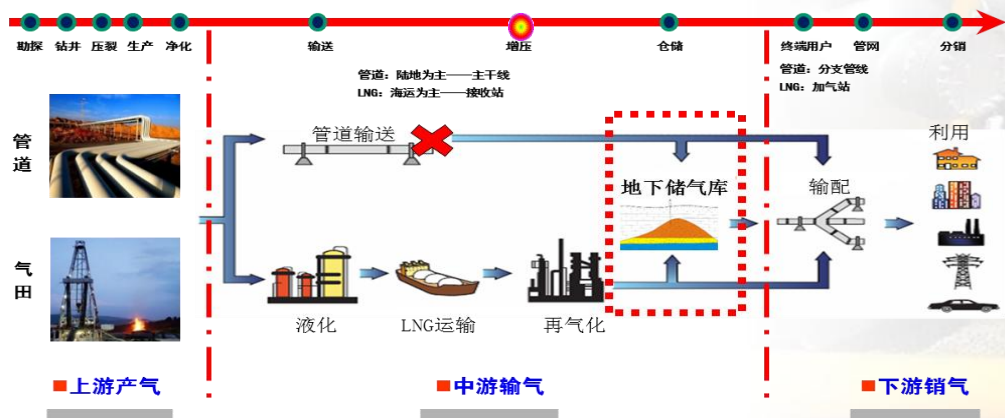 勘探 钻井 压裂 生产 净化 输送 增压 仓储 终端用户 管网 分销
管道：陆地为主——主干线
LNG：海运为主——接收站
管道：分支管线
LNG：加气站
管道
管道输送
地下储气库
输配
利用
气田
液化
LNG运输
再气化
■上游产气
■中游输气
■下游销气